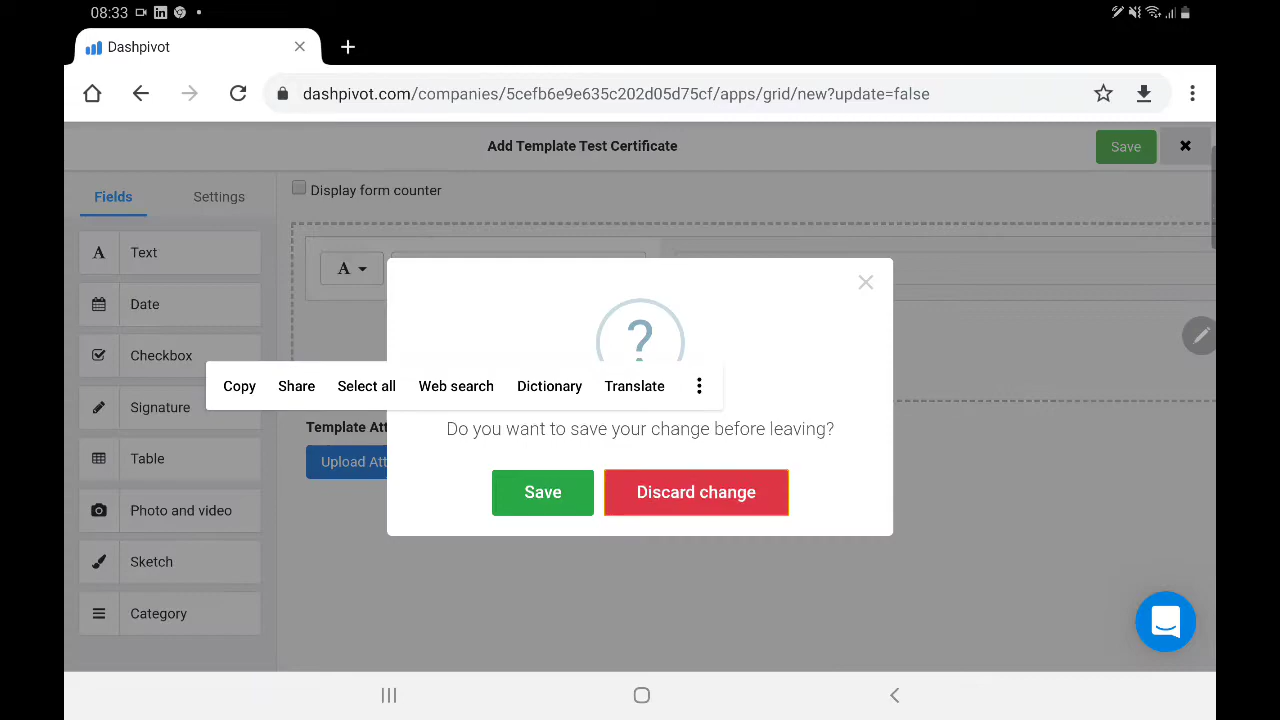 08:33
Dashpivot
dashpivot.com/companies/5cefb6e9e635c202d05d75cf/apps/grid/new?update=false
Add Template Test Certificate
Save
Fields
Settings
Display form counter
A Text
A
Date
?
Checkbox
Copy Share Select all Web search Dictionary Translate
Signature
Template Att
Do you want to save your change before leaving?
Table
Upload Att
Save
Discard change
Photo and video
Sketch
Category